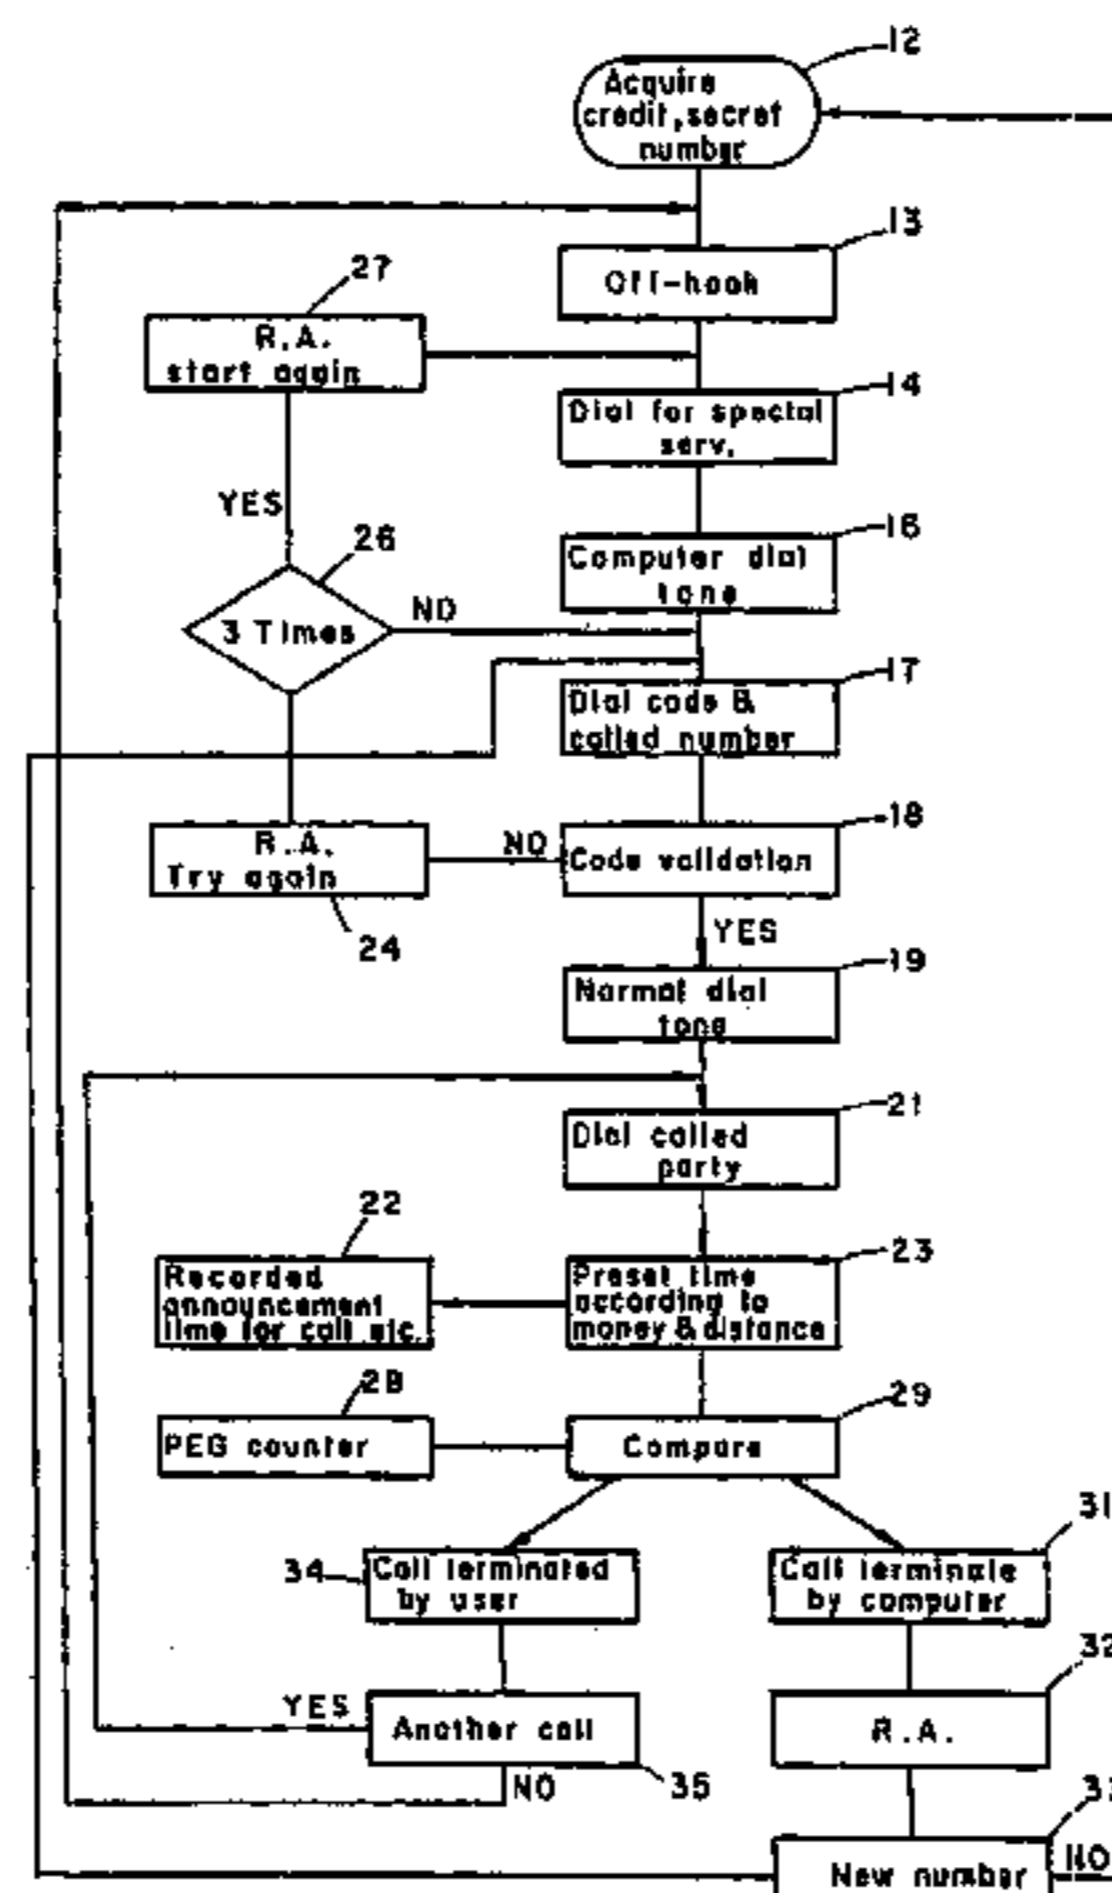 12
Acquire
credit, secret
number
13
Off-hook
27
R.A.
start again
14
Dial for special
serv.
YES
26
16
Computer dial
tone
3 Times
NO
17
Dial code &
called number
18
R.A.
Try again
NO
Code validation
24
YES
19
Normal dial
tone
21
Dial called
party
22
23
Recorded
announcement
time for call etc.
Preset time
according to
money & distance
28
29
PEG counter
Compare
31
34
Call terminated
by user
Call terminate
by computer
32
YES
Another call
R.A.
35
NO
33
New number
NO